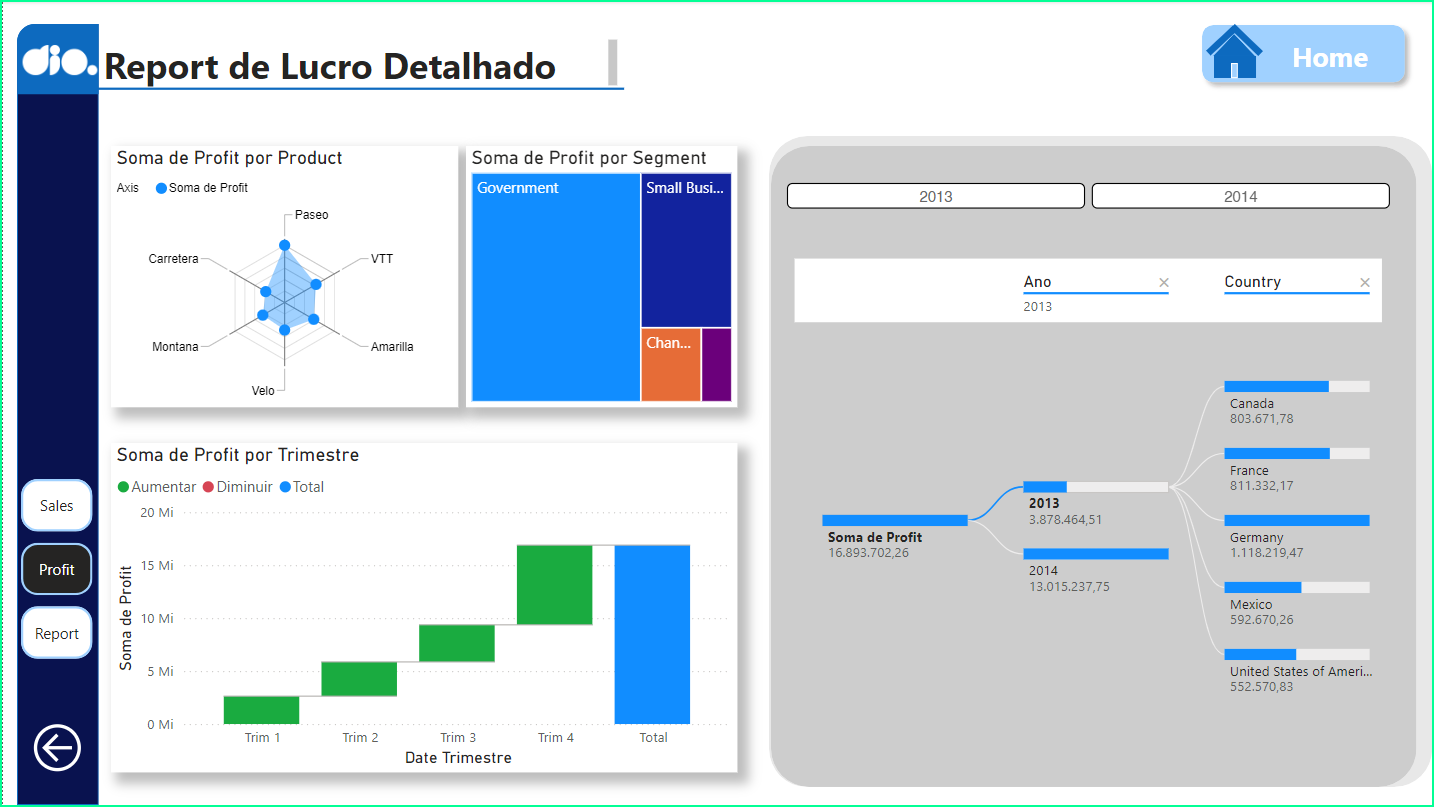 dio.
Report de Lucro Detalhado
Home
Sales
Profit
Report
Soma de Profit por Product
Axis
Soma de Profit
Paseo
Carretera
VTT
Montana
Amarilla
Velo
Soma de Profit por Segment
Government
Small Busi...
Chan...
Soma de Profit por Trimestre
Aumentar Diminuir Total
Soma de Profit
20 Mi
15 Mi
10 Mi
5 Mi
0 Mi
Trim 1
Trim 2
Trim 3
Trim 4
Total
Date Trimestre
2013
2014
Ano
2013
Country
Soma de Profit
16.893.702,26
2013
3.878.464,51
2014
13.015.237,75
Canada
803.671,78
France
811.332,17
Germany
1.118.219,47
Mexico
592.670,26
United States of Ameri...
552.570,83